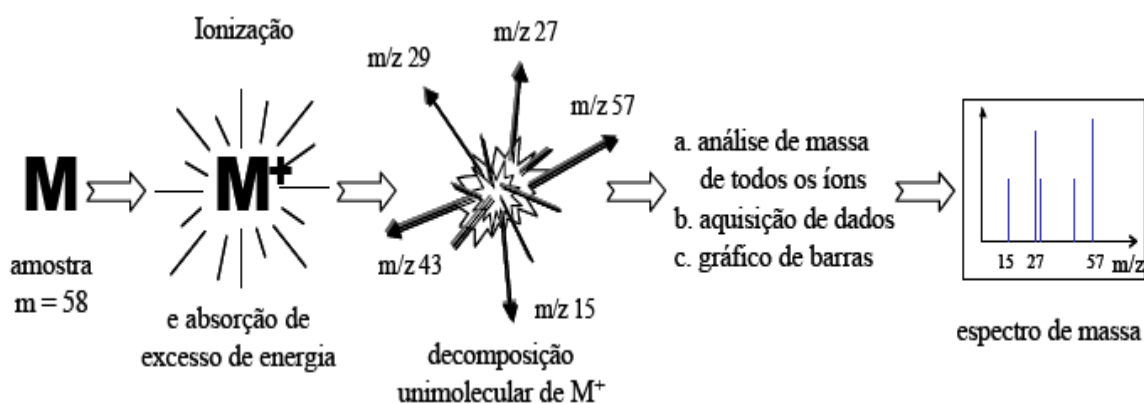 Ionização
m/z 27
m/z 29
m/z 57
M
M+
a. análise de massa
de todos os íons
b. aquisição de dados
c. gráfico de barras
amostra
m = 58
m/z 43
m/z 15
15 27 57 m/z
e absorção de
excesso de energia
decomposição
unimolecular de M+
espectro de massa